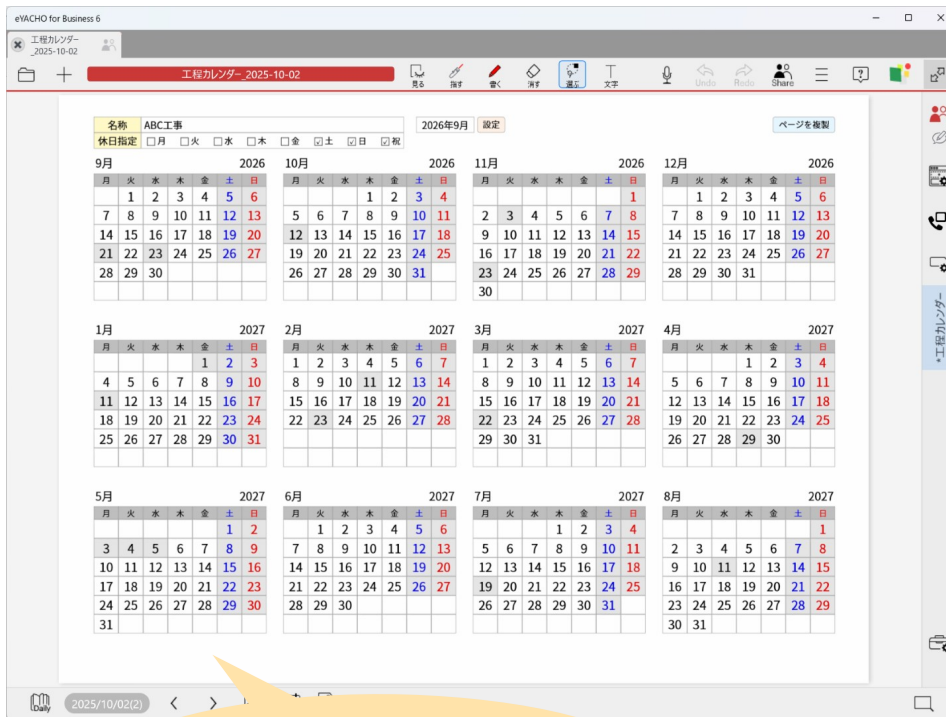 eYACHO for Business 6
工程カレンダー
_2025-10-02
工程カレンダー_2025-10-02
見る 指す 書く 消す 選ぶ 文字 Undo Redo Share
名称 ABC工事 2026年9月 設定 ページを複製
休日指定 □月 □火 □水 □木 □金 ☑土 ☑日 ☑祝
9月 2026
月 火 水 木 金 土 日
1 2 3 4 5 6
7 8 9 10 11 12 13
14 15 16 17 18 19 20
21 22 23 24 25 26 27
28 29 30
10月 2026
月 火 水 木 金 土 日
1 2 3 4
5 6 7 8 9 10 11
12 13 14 15 16 17 18
19 20 21 22 23 24 25
26 27 28 29 30 31
11月 2026
月 火 水 木 金 土 日
1
2 3 4 5 6 7 8
9 10 11 12 13 14 15
16 17 18 19 20 21 22
23 24 25 26 27 28 29
30
12月 2026
月 火 水 木 金 土 日
1 2 3 4 5 6
7 8 9 10 11 12 13
14 15 16 17 18 19 20
21 22 23 24 25 26 27
28 29 30 31
1月 2027
月 火 水 木 金 土 日
1 2 3
4 5 6 7 8 9 10
11 12 13 14 15 16 17
18 19 20 21 22 23 24
25 26 27 28 29 30 31
2月 2027
月 火 水 木 金 土 日
1 2 3 4 5 6 7
8 9 10 11 12 13 14
15 16 17 18 19 20 21
22 23 24 25 26 27 28
3月 2027
月 火 水 木 金 土 日
1 2 3 4 5 6 7
8 9 10 11 12 13 14
15 16 17 18 19 20 21
22 23 24 25 26 27 28
29 30 31
4月 2027
月 火 水 木 金 土 日
1 2 3 4
5 6 7 8 9 10 11
12 13 14 15 16 17 18
19 20 21 22 23 24 25
26 27 28 29 30
5月 2027
月 火 水 木 金 土 日
1 2
3 4 5 6 7 8 9
10 11 12 13 14 15 16
17 18 19 20 21 22 23
24 25 26 27 28 29 30
31
6月 2027
月 火 水 木 金 土 日
1 2 3 4 5 6
7 8 9 10 11 12 13
14 15 16 17 18 19 20
21 22 23 24 25 26 27
28 29 30
7月 2027
月 火 水 木 金 土 日
1 2 3 4
5 6 7 8 9 10 11
12 13 14 15 16 17 18
19 20 21 22 23 24 25
26 27 28 29 30 31
8月 2027
月 火 水 木 金 土 日
1
2 3 4 5 6 7 8
9 10 11 12 13 14 15
16 17 18 19 20 21 22
23 24 25 26 27 28 29
30 31
*工程カレンダー
Daily 2025/10/02(2)